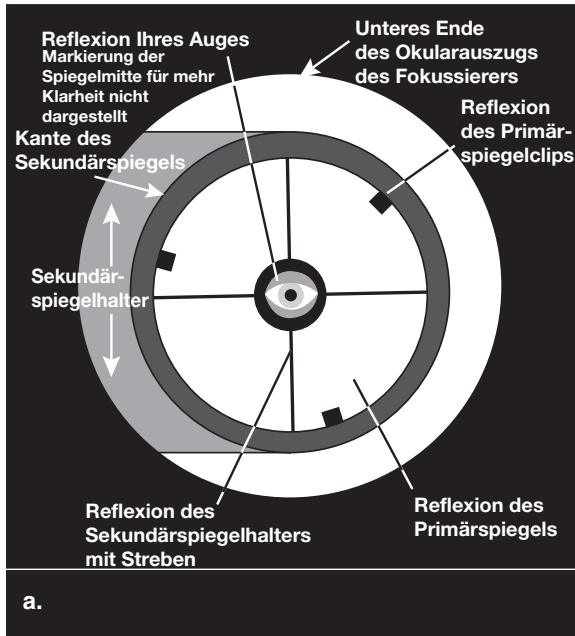 Reflexion Ihres Auges
Markierung der
Spiegelmitte für mehr
Klarheit nicht
dargestellt
Unteres Ende
des Okularauszugs
des Fokussierers
Reflexion
des Primär-
spiegelclips
Kante des
Sekundärspiegels
Sekundär-
spiegelhalter
Reflexion des
Sekundärspiegelhalters
mit Streben
Reflexion des
Primärspiegels
a.